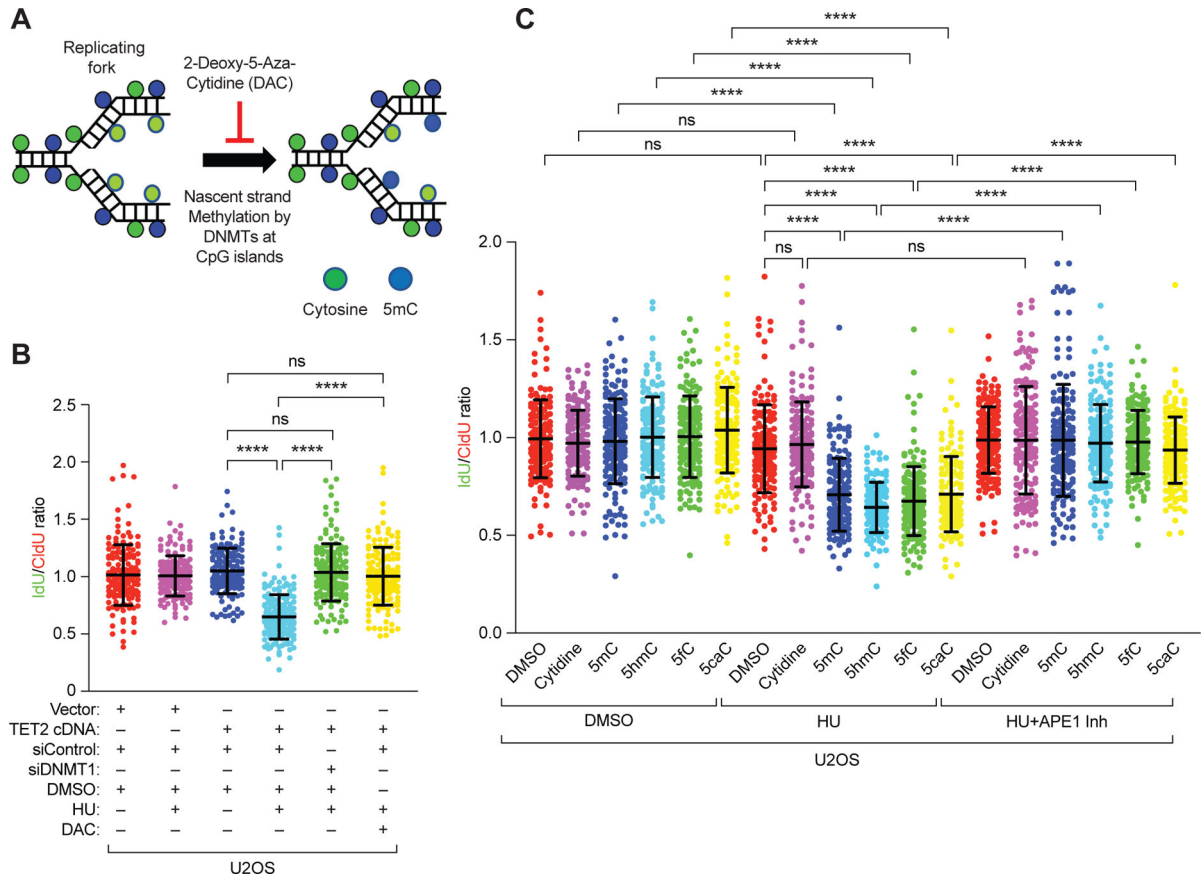 A
Replicating
fork
2-Deoxy-5-Aza-
Cytidine (DAC)
Nascent strand
Methylation by
DNMTs at
CpG islands
Cytosine
5mC
B
ns
****
ns
**** ****
2.5
2.0
1.5
1.0
0.5
0
IdU/CldU ratio
Vector: + + – – – –
TET2 cDNA: – – + + + +
siControl: + + + + – +
siDNMT1: – – – – + –
DMSO: + + + + + –
HU: – + – + + +
DAC: – – – – – +
U2OS
C
****
****
****
****
ns
ns **** ****
**** ****
**** ****
**** ****
ns ns
2.0
1.5
1.0
0.5
0.0
IdU/CldU ratio
DMSO Cytidine 5mC 5hmC 5fC 5caC DMSO Cytidine 5mC 5hmC 5fC 5caC DMSO Cytidine 5mC 5hmC 5fC 5caC
DMSO HU HU+APE1 Inh
U2OS